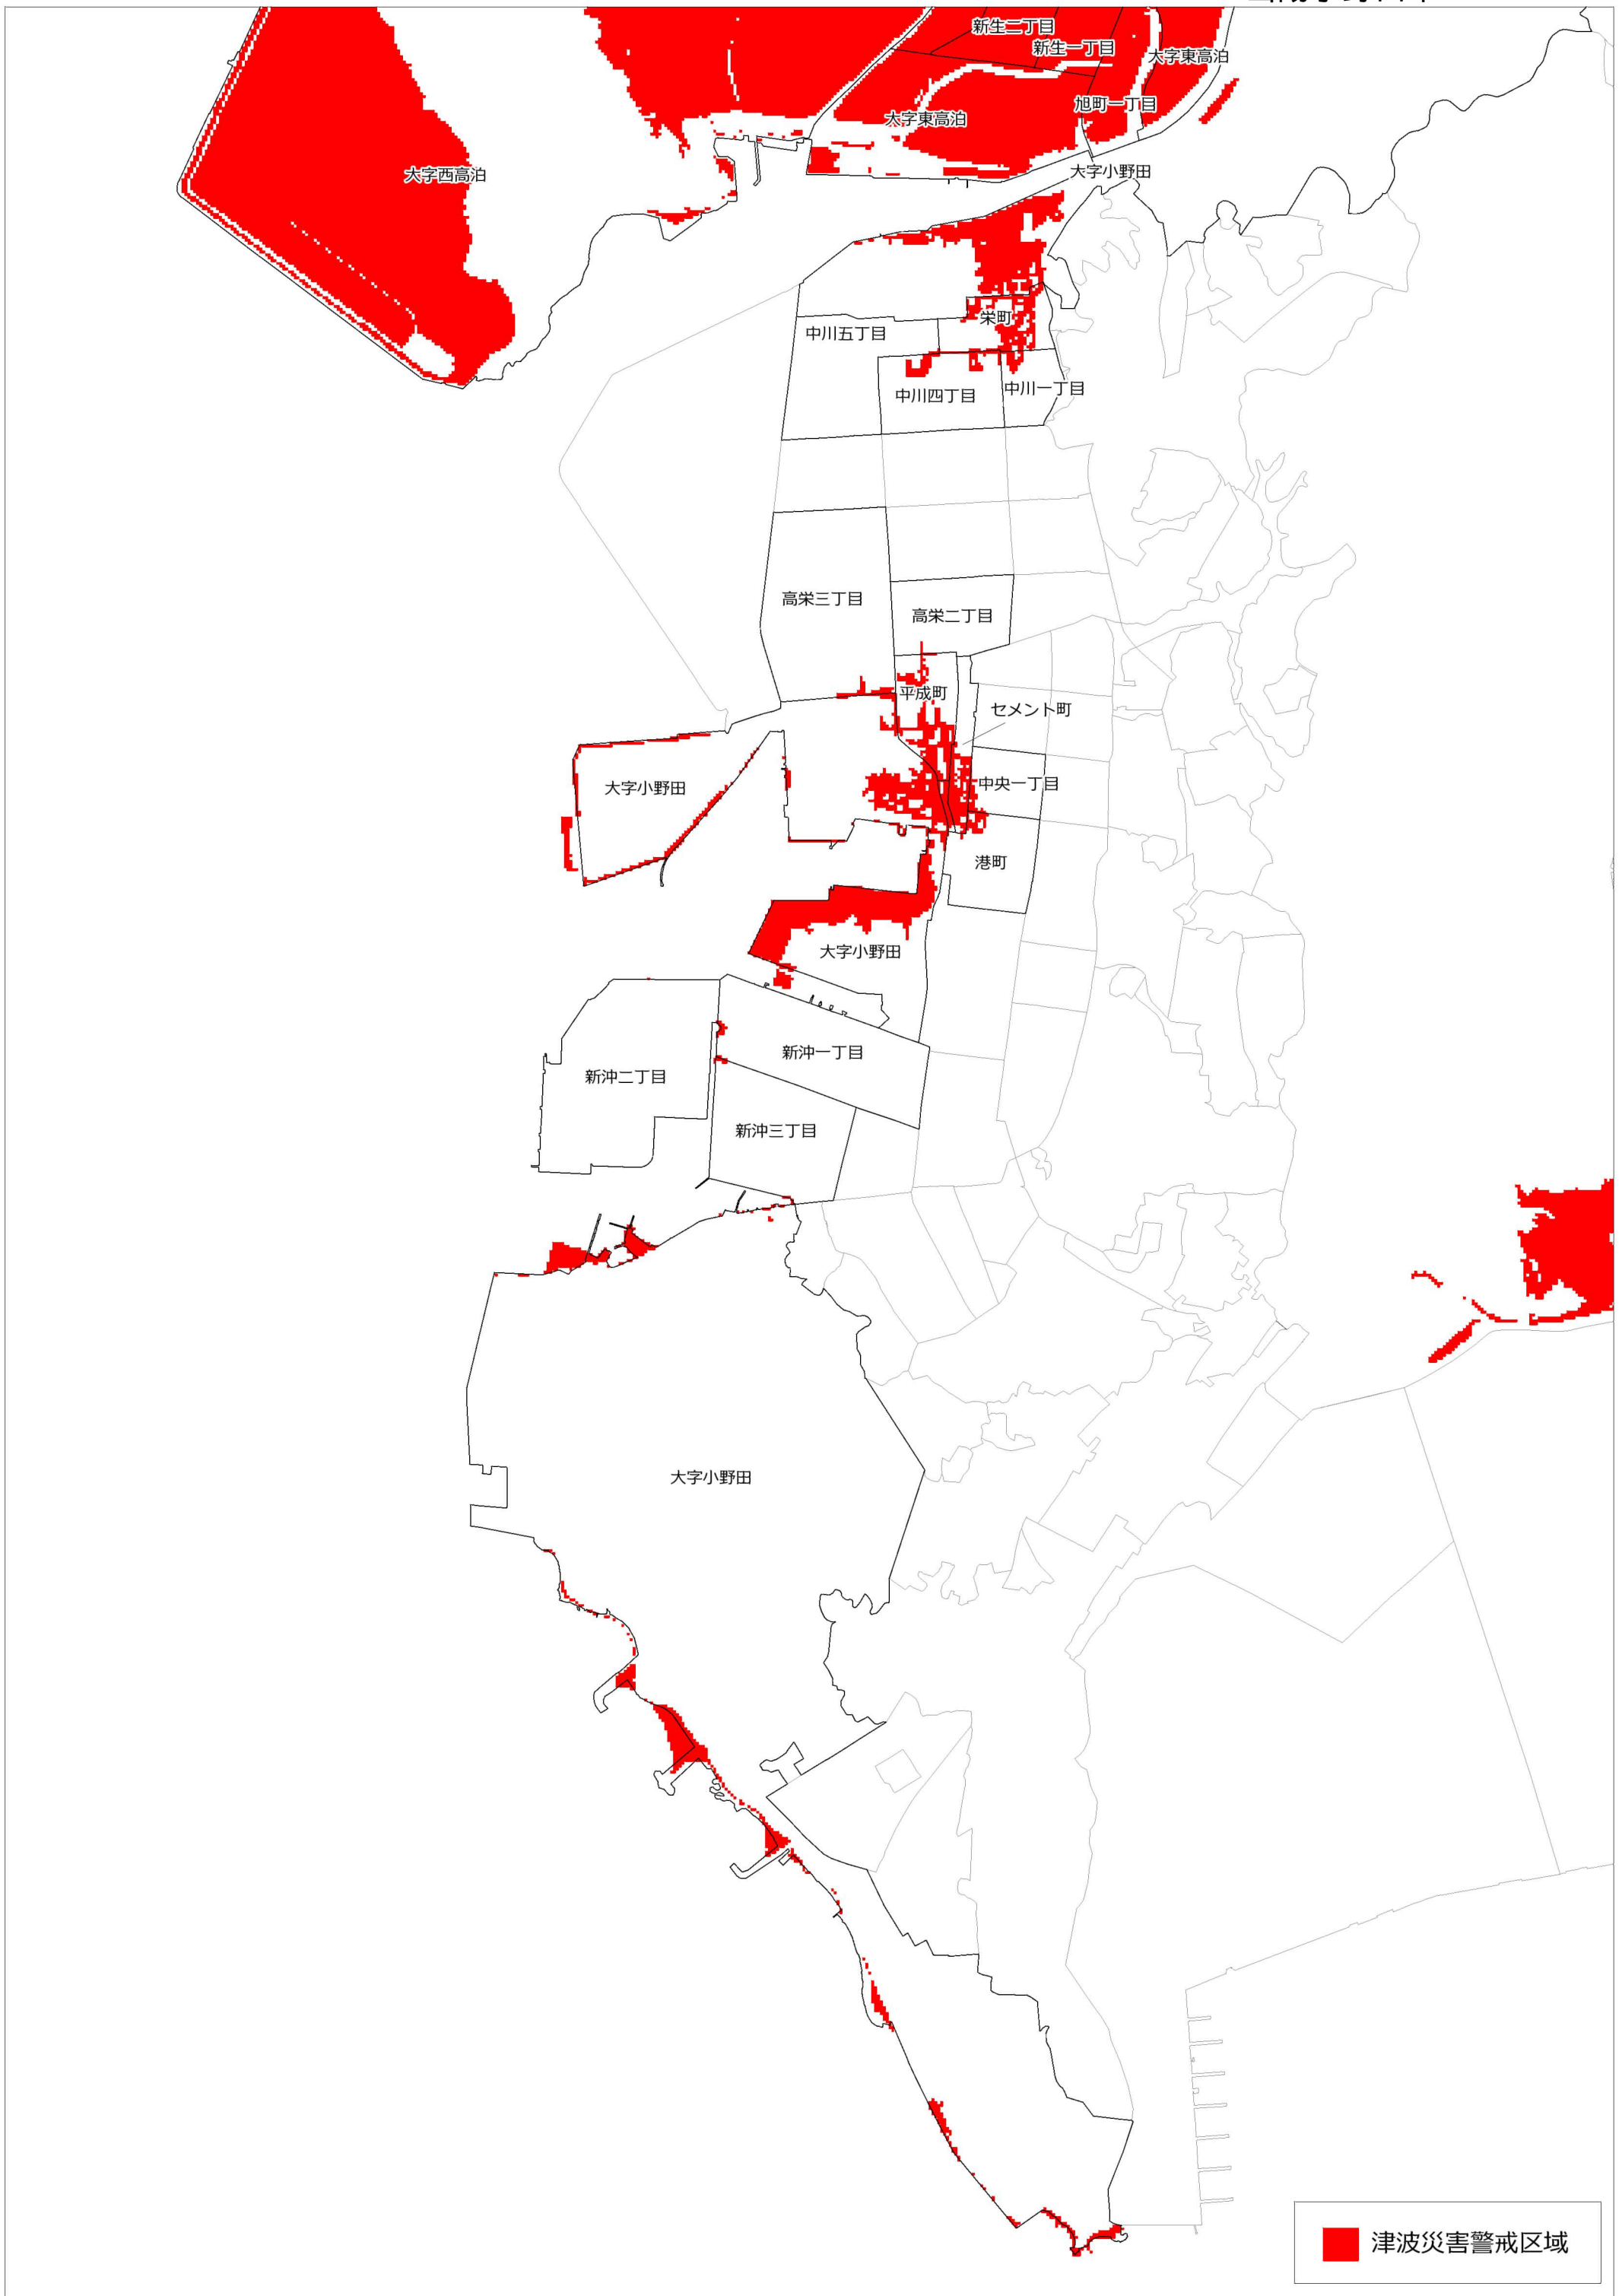 新生二丁目
新生一丁目
大字東高泊
旭町一丁目
大字東高泊
大字西高泊
大字小野田
栄町
中川五丁目
中川四丁目
中川一丁目
高栄三丁目
高栄二丁目
平成町
セメント町
大字小野田
中央一丁目
港町
大字小野田
新沖一丁目
新沖二丁目
新沖三丁目
大字小野田
津波災害警戒区域